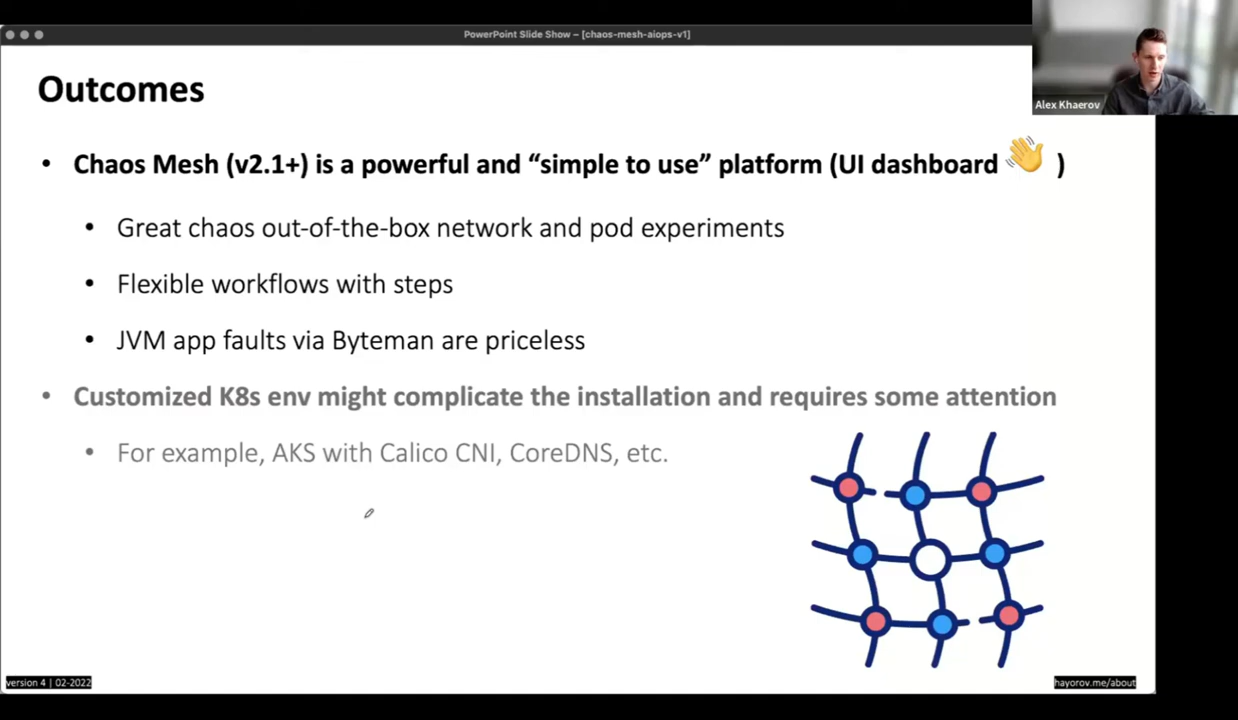 PowerPoint Slide Show – [chaos-mesh-aiops-v1]
Alex Khaerov
Outcomes
• Chaos Mesh (v2.1+) is a powerful and “simple to use” platform (UI dashboard 👋 )
• Great chaos out-of-the-box network and pod experiments
• Flexible workflows with steps
• JVM app faults via Byteman are priceless
• Customized K8s env might complicate the installation and requires some attention
• For example, AKS with Calico CNI, CoreDNS, etc.
version 4 | 02-2022
hayorov.me/about